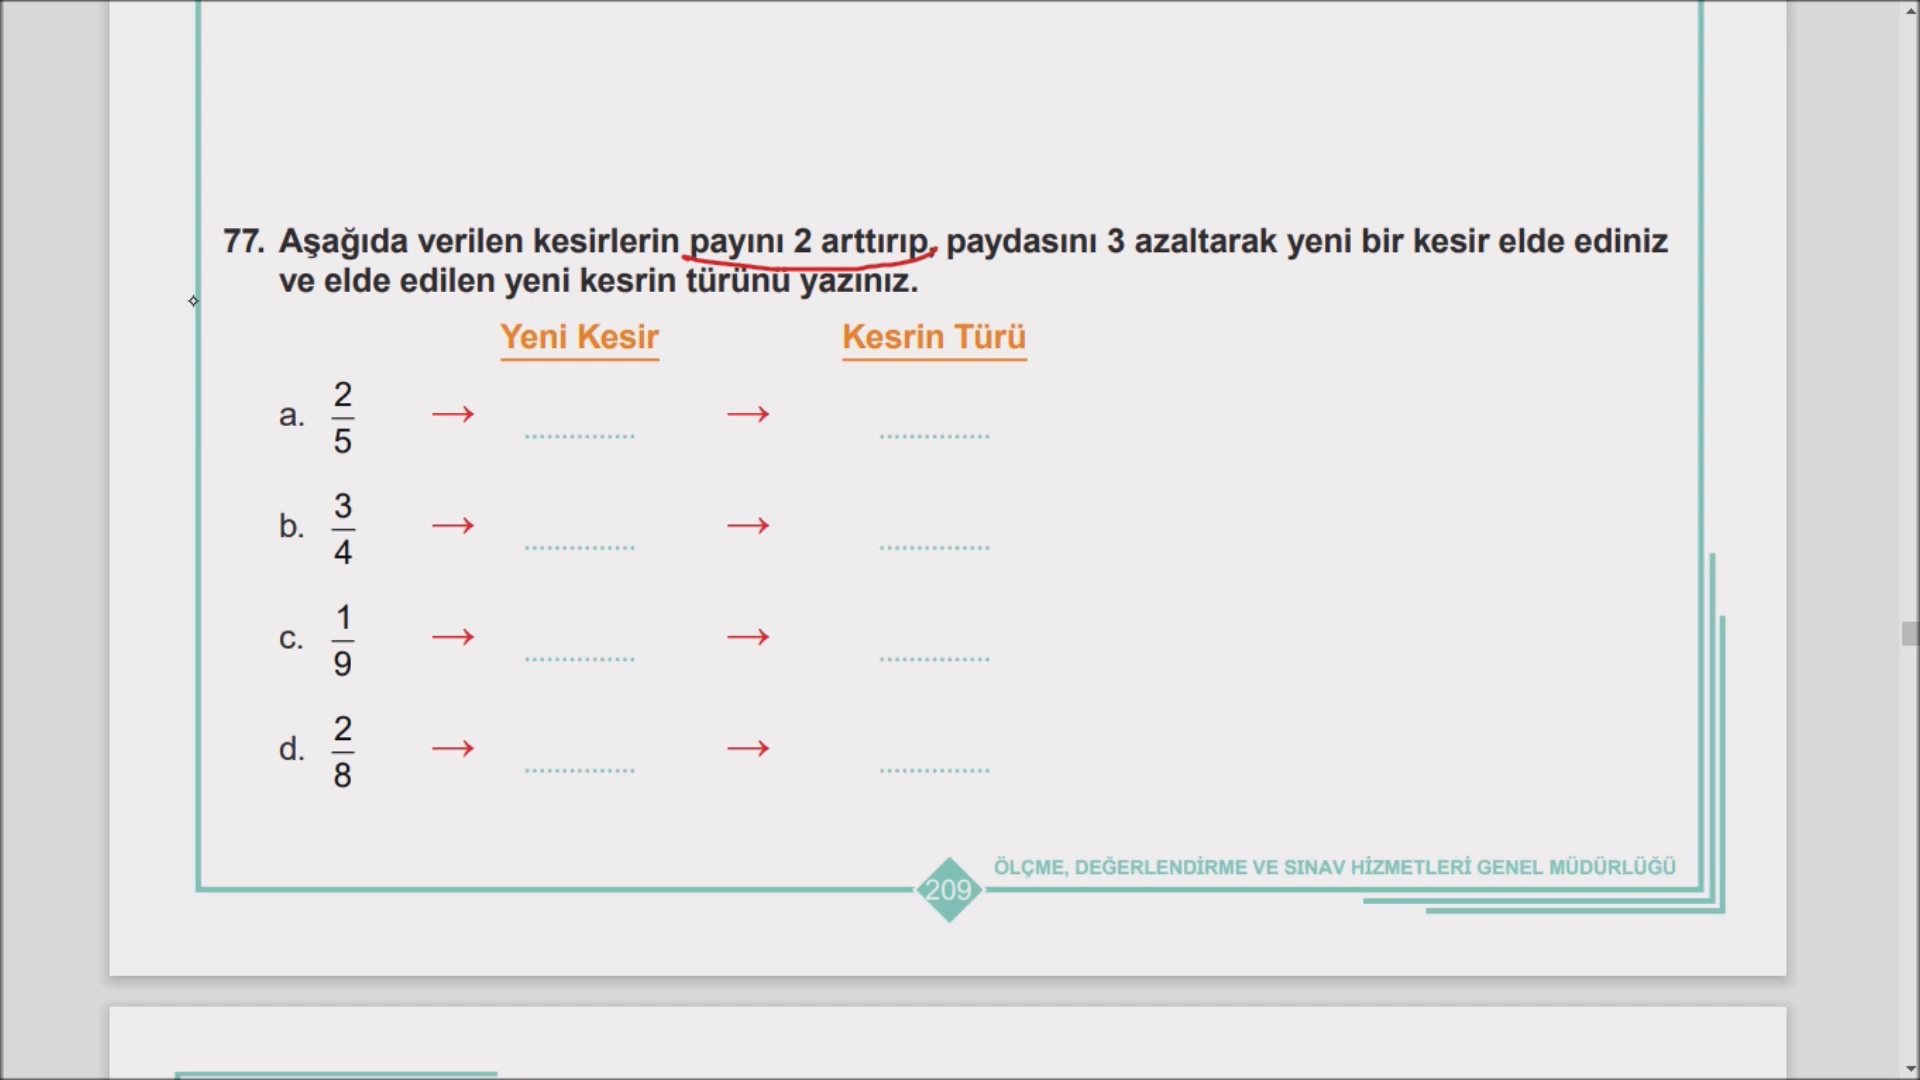 77. Aşağıda verilen kesirlerin payını 2 arttırıp, paydasını 3 azaltarak yeni bir kesir elde ediniz
ve elde edilen yeni kesrin türünü yazınız.
Yeni Kesir Kesrin Türü
a. 2/5 → .............. → ..............
b. 3/4 → .............. → ..............
c. 1/9 → .............. → ..............
d. 2/8 → .............. → ..............
ÖLÇME, DEĞERLENDİRME VE SINAV HİZMETLERİ GENEL MÜDÜRLÜĞÜ
209